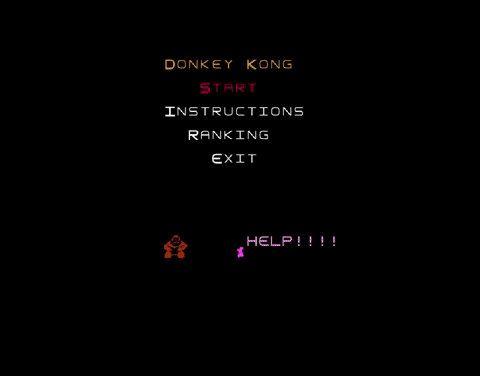 Donkey Kong
Start
Instructions
Ranking
Exit
HELP!!!!